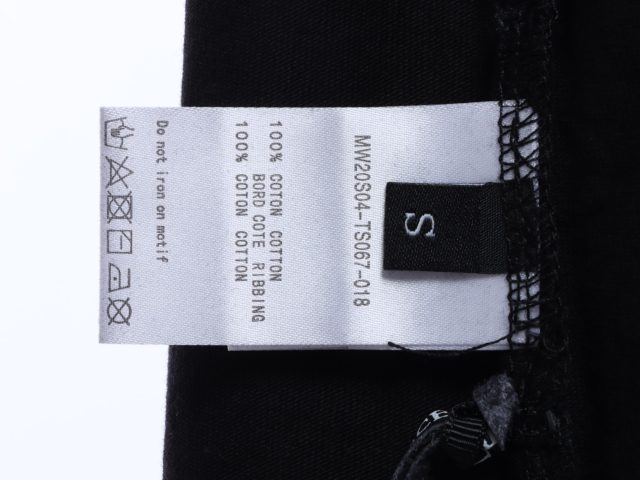 S
MW20S04-TS067-018
100% COTON COTTON
BORD COTE RIBBING
100% COTON COTTON
Do not iron on motif